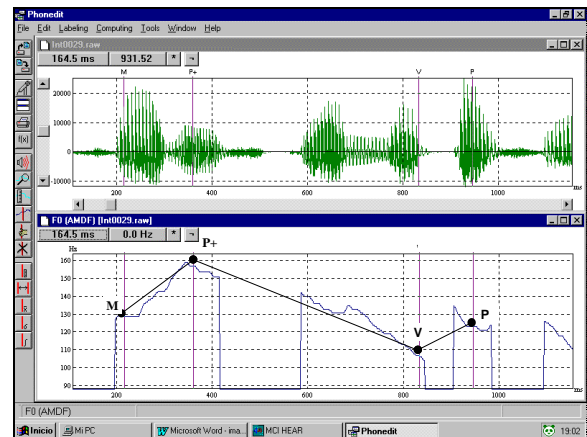 Phonedit
File Edit Labeling Computing Tools Window Help
Int0029.raw
164.5 ms 931.52 * ¬
M P+ V P
20000
10000
0
-10000
200 400 600 800 1000
ms
F0 (AMDF) [Int0029.raw]
164.5 ms 0.0 Hz * ¬
Hz
P+
160
150
140
130 M
120 P
110 V
100
90
200 400 600 800 1000
ms
f(x)
F0 (AMDF)
Inicio Mi PC Microsoft Word - ima... MCI HEAR Phonedit 19:02